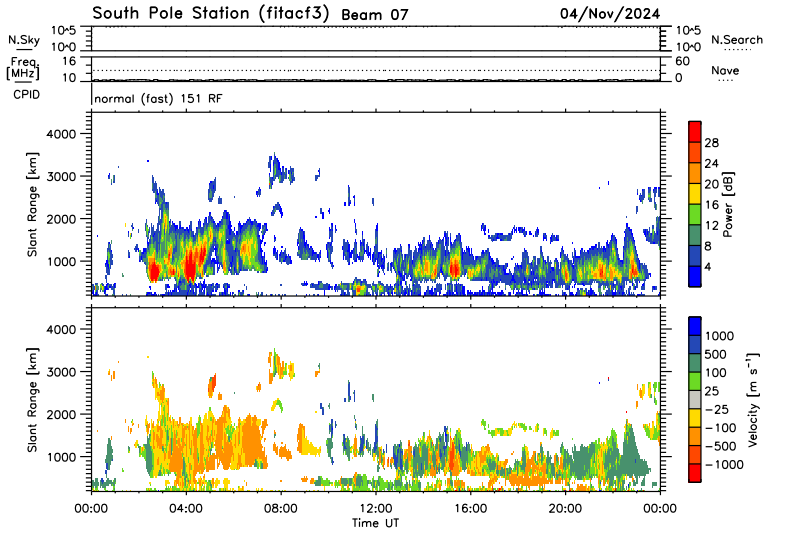 South Pole Station (fitacf3) Beam 07 04/Nov/2024
N.Sky 10^5 10^0 10^5 10^0 N.Search
Freq. [MHz] 16 10 60 0 Nave
CPID normal (fast) 151 RF
Slant Range [km]
4000
3000
2000
1000
28
24
20
16
12
8
4
Power [dB]
Slant Range [km]
4000
3000
2000
1000
1000
500
100
25
-25
-100
-500
-1000
Velocity [m s^-1]
00:00 04:00 08:00 12:00 16:00 20:00 00:00
Time UT